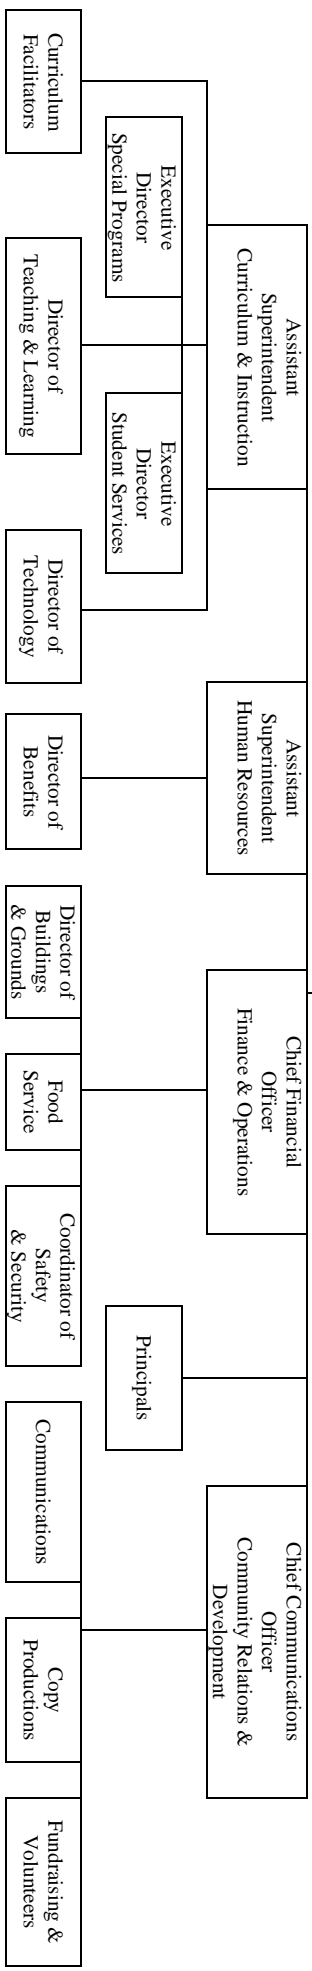 Assistant
Superintendent
Curriculum & Instruction
Assistant
Superintendent
Human Resources
Chief Financial
Officer
Finance & Operations
Chief Communications
Officer
Community Relations &
Development
Executive
Director
Special Programs
Executive
Director
Student Services
Principals
Curriculum
Facilitators
Director of
Teaching & Learning
Director of
Technology
Director of
Benefits
Director of
Buildings
& Grounds
Food
Service
Coordinator of
Safety
& Security
Communications
Copy
Productions
Fundraising &
Volunteers